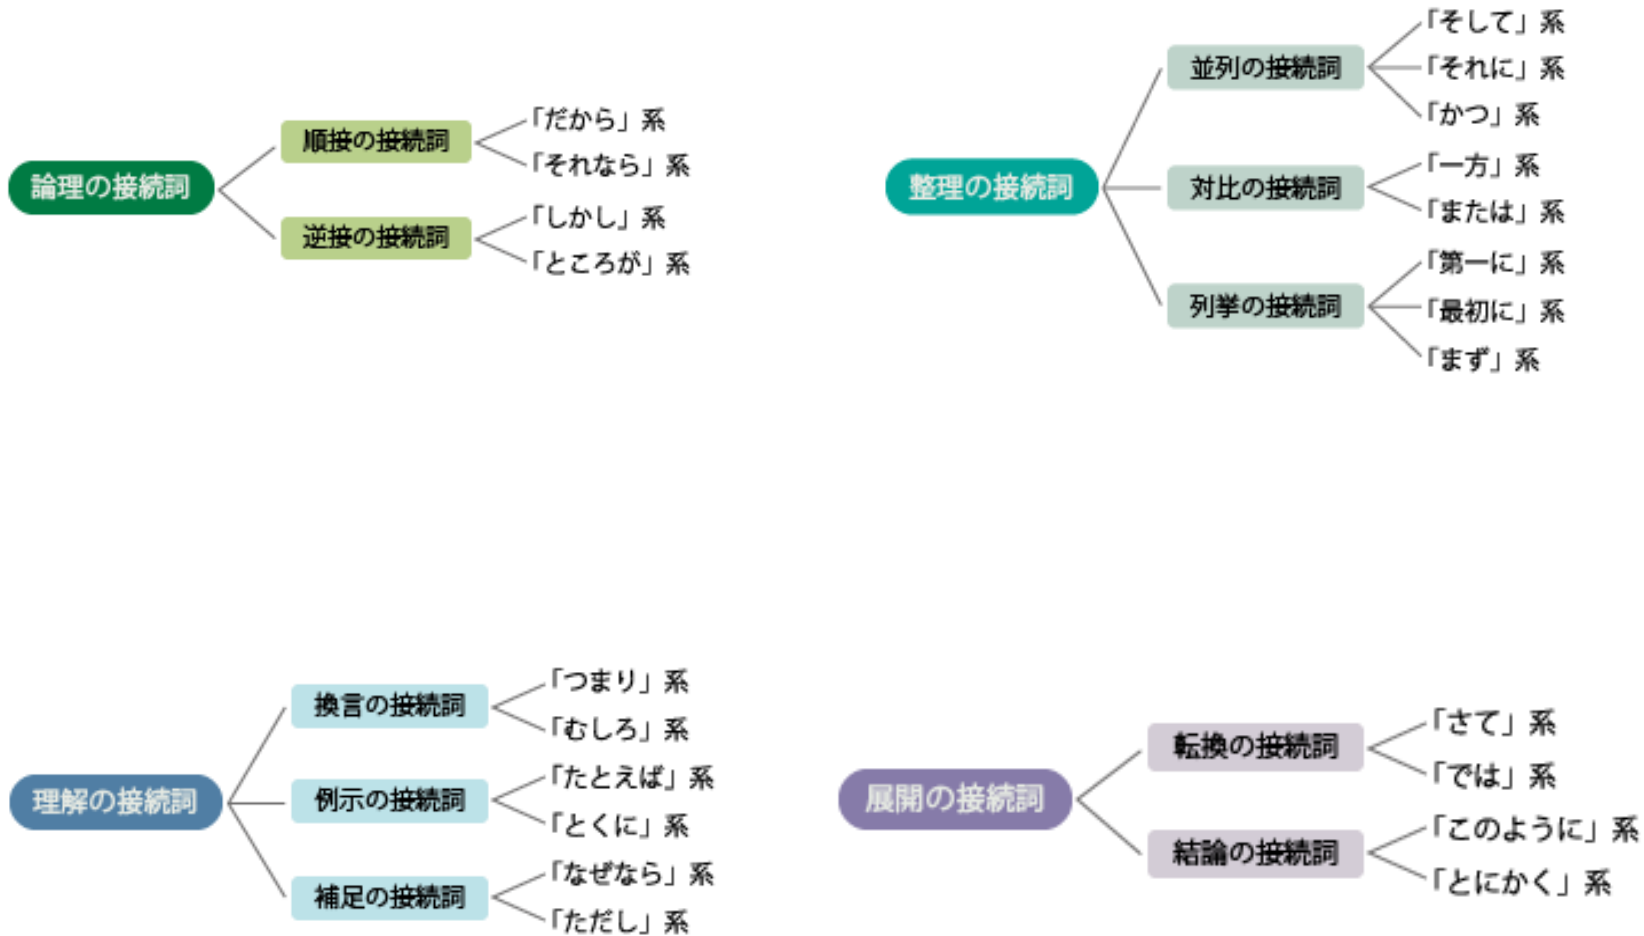 論理の接続詞
順接の接続詞
「だから」系
「それなら」系
逆接の接続詞
「しかし」系
「ところが」系
整理の接続詞
並列の接続詞
「そして」系
「それに」系
「かつ」系
対比の接続詞
「一方」系
「または」系
列挙の接続詞
「第一に」系
「最初に」系
「まず」系
理解の接続詞
換言の接続詞
「つまり」系
「むしろ」系
例示の接続詞
「たとえば」系
「とくに」系
補足の接続詞
「なぜなら」系
「ただし」系
展開の接続詞
転換の接続詞
「さて」系
「では」系
結論の接続詞
「このように」系
「とにかく」系